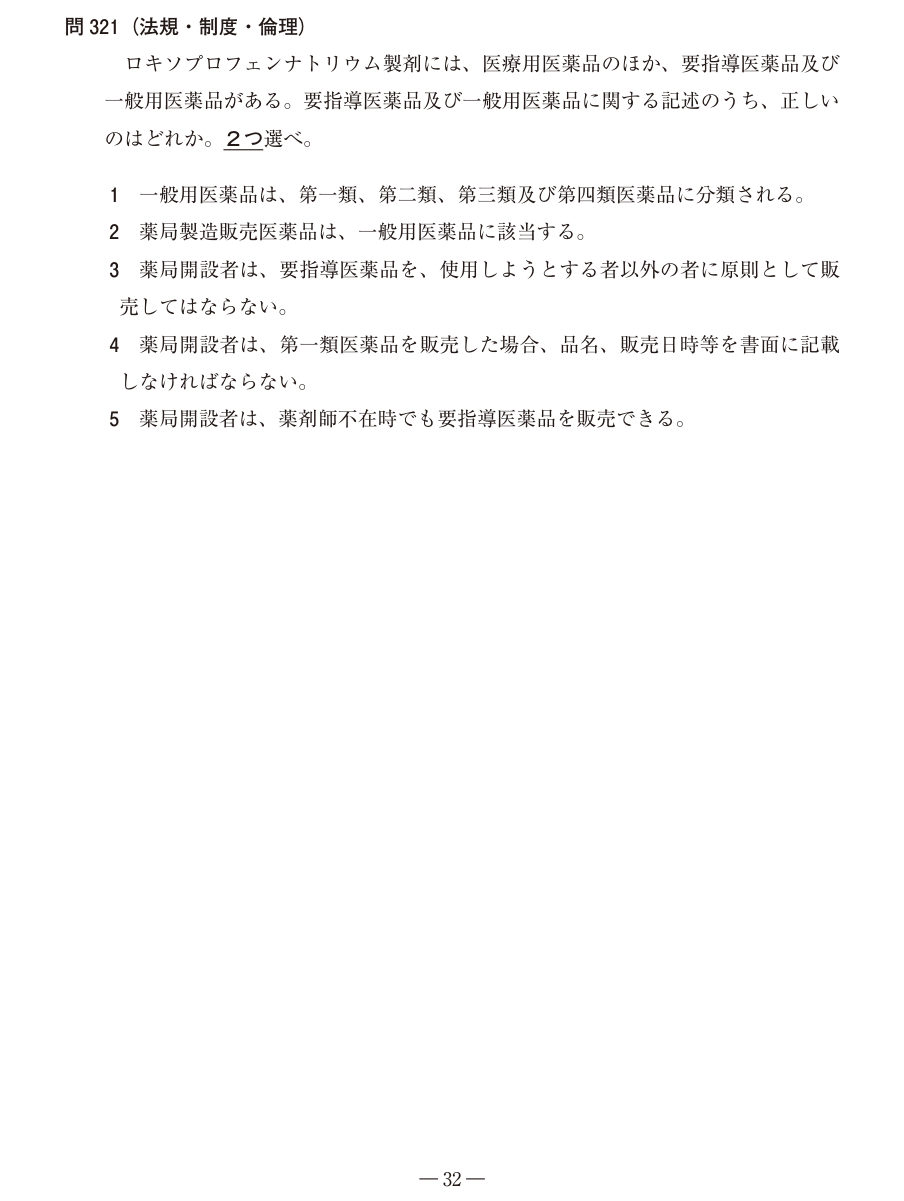 問 321（法規・制度・倫理）
ロキソプロフェンナトリウム製剤には、医療用医薬品のほか、要指導医薬品及び
一般用医薬品がある。要指導医薬品及び一般用医薬品に関する記述のうち、正しい
のはどれか。２つ選べ。
1　一般用医薬品は、第一類、第二類、第三類及び第四類医薬品に分類される。
2　薬局製造販売医薬品は、一般用医薬品に該当する。
3　薬局開設者は、要指導医薬品を、使用しようとする者以外の者に原則として販
売してはならない。
4　薬局開設者は、第一類医薬品を販売した場合、品名、販売日時等を書面に記載
しなければならない。
5　薬局開設者は、薬剤師不在時でも要指導医薬品を販売できる。
— 32 —